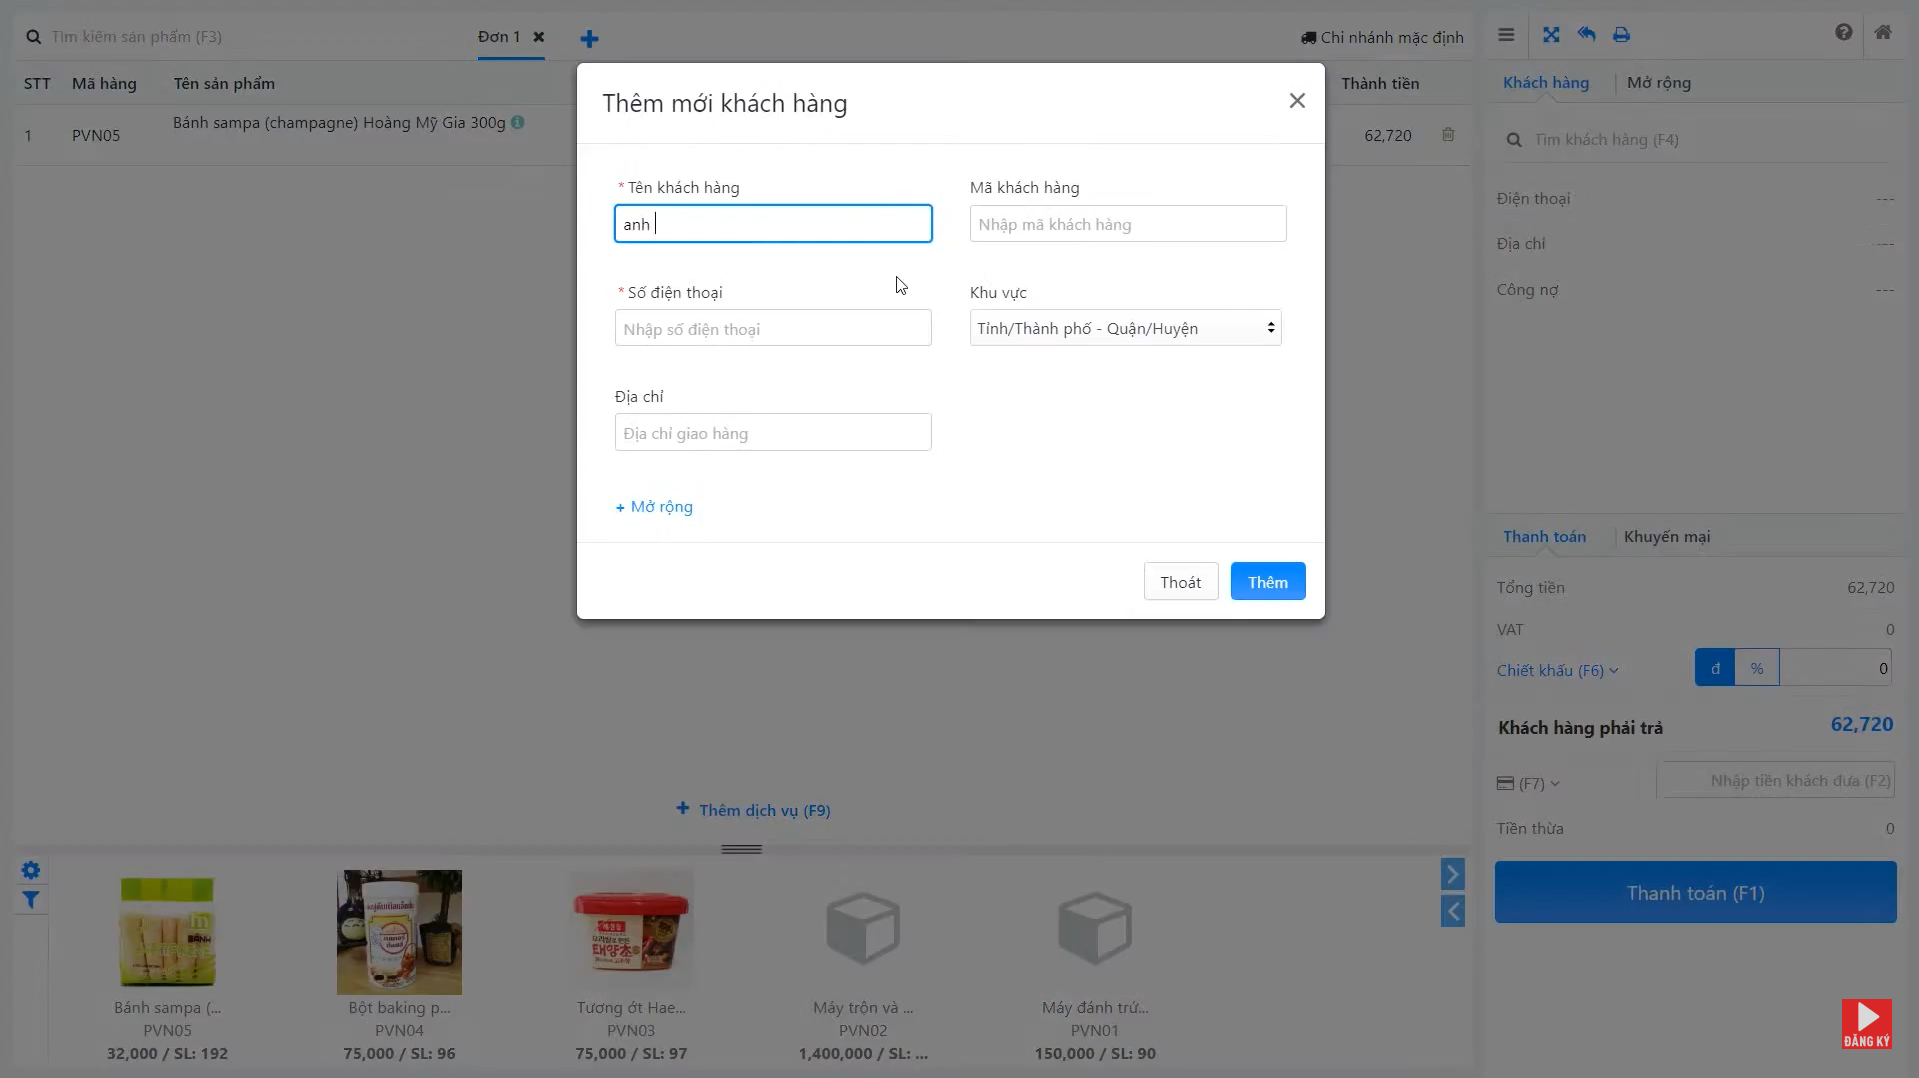 Tìm kiếm sản phẩm (F3)
Đơn 1
Chi nhánh mặc định
STT Mã hàng Tên sản phẩm Thành tiền
1 PVN05 Bánh sampa (champagne) Hoàng Mỹ Gia 300g 62,720
Thêm mới khách hàng
* Tên khách hàng
anh
Mã khách hàng
Nhập mã khách hàng
* Số điện thoại
Nhập số điện thoại
Khu vực
Tỉnh/Thành phố - Quận/Huyện
Địa chỉ
Địa chỉ giao hàng
+ Mở rộng
Thoát
Thêm
+ Thêm dịch vụ (F9)
Khách hàng
Mở rộng
Tìm khách hàng (F4)
Điện thoại ---
Địa chỉ ---
Công nợ ---
Thanh toán
Khuyến mại
Tổng tiền 62,720
VAT 0
Chiết khấu (F6) đ % 0
Khách hàng phải trả 62,720
(F7) Nhập tiền khách đưa (F2)
Tiền thừa 0
Thanh toán (F1)
Bánh sampa (...
PVN05
32,000 / SL: 192
Bột baking p...
PVN04
75,000 / SL: 96
Tương ớt Hae...
PVN03
75,000 / SL: 97
Máy trộn và ...
PVN02
1,400,000 / SL: ...
Máy đánh trứ...
PVN01
150,000 / SL: 90
BÁNH
태양초
ĐĂNG KÝ